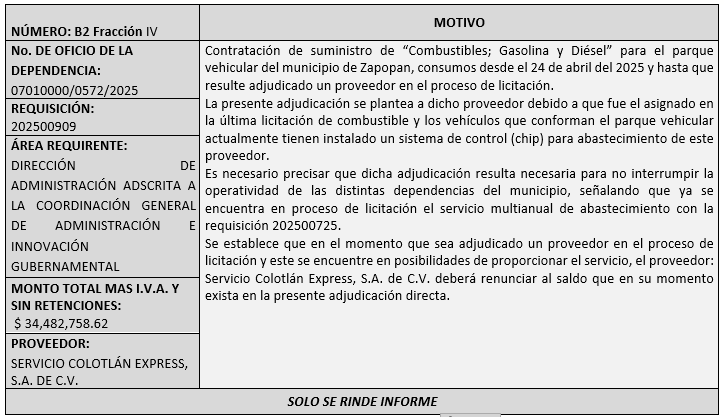 NÚMERO: B2 Fracción IV
MOTIVO
No. DE OFICIO DE LA
DEPENDENCIA:
07010000/0572/2025
REQUISICIÓN:
202500909
ÁREA REQUIRENTE:
DIRECCIÓN DE
ADMINISTRACIÓN ADSCRITA A
LA COORDINACIÓN GENERAL
DE ADMINISTRACIÓN E
INNOVACIÓN
GUBERNAMENTAL
MONTO TOTAL MAS I.V.A. Y
SIN RETENCIONES:
$ 34,482,758.62
PROVEEDOR:
SERVICIO COLOTLÁN EXPRESS,
S.A. DE C.V.
Contratación de suministro de “Combustibles; Gasolina y Diésel” para el parque
vehicular del municipio de Zapopan, consumos desde el 24 de abril del 2025 y hasta que
resulte adjudicado un proveedor en el proceso de licitación.
La presente adjudicación se plantea a dicho proveedor debido a que fue el asignado en
la última licitación de combustible y los vehículos que conforman el parque vehicular
actualmente tienen instalado un sistema de control (chip) para abastecimiento de este
proveedor.
Es necesario precisar que dicha adjudicación resulta necesaria para no interrumpir la
operatividad de las distintas dependencias del municipio, señalando que ya se
encuentra en proceso de licitación el servicio multianual de abastecimiento con la
requisición 202500725.
Se establece que en el momento que sea adjudicado un proveedor en el proceso de
licitación y este se encuentre en posibilidades de proporcionar el servicio, el proveedor:
Servicio Colotlán Express, S.A. de C.V. deberá renunciar al saldo que en su momento
exista en la presente adjudicación directa.
SOLO SE RINDE INFORME